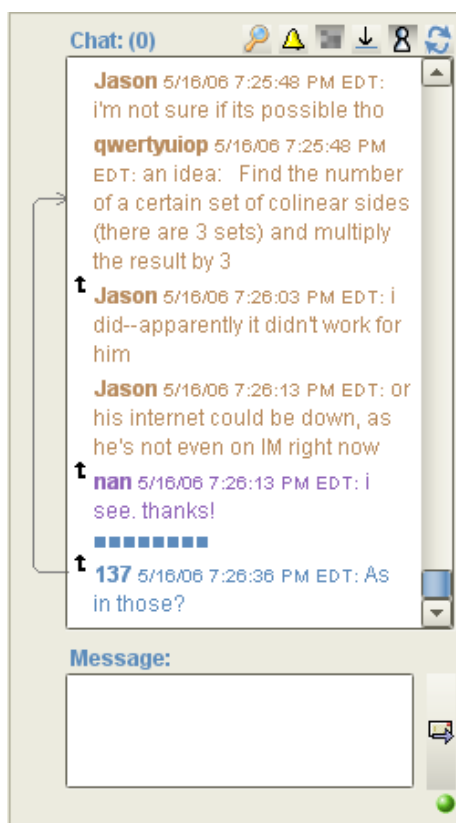 Chat: (0)
Jason 5/16/06 7:25:48 PM EDT:
i'm not sure if its possible tho
qwertyuiop 5/16/06 7:25:48 PM
EDT: an idea: Find the number
of a certain set of colinear sides
(there are 3 sets) and multiply
the result by 3
Jason 5/16/06 7:26:03 PM EDT: i
did--apparently it didn't work for
him
Jason 5/16/06 7:26:13 PM EDT: or
his internet could be down, as
he's not even on IM right now
nan 5/16/06 7:26:13 PM EDT: i
see. thanks!
137 5/16/06 7:26:36 PM EDT: As
in those?
Message: